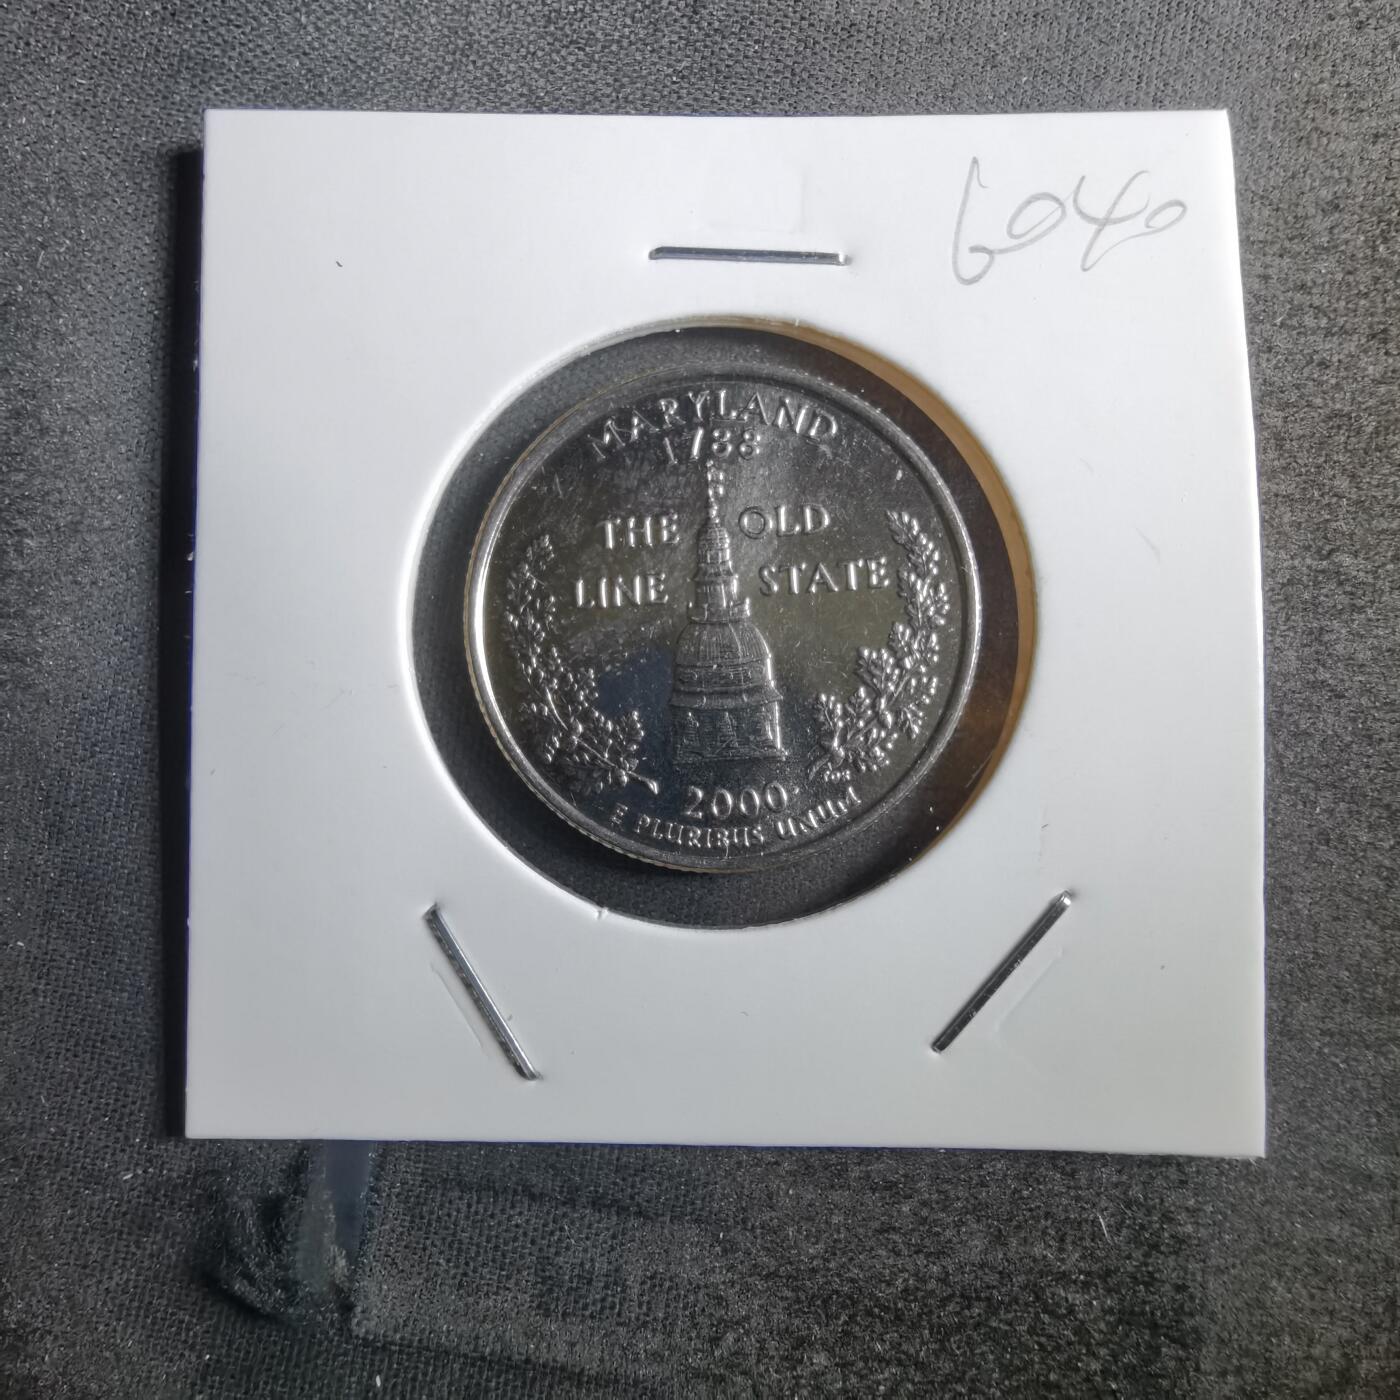 6040
MARYLAND
1788
THE OLD
LINE STATE
2000
E PLURIBUS UNUM